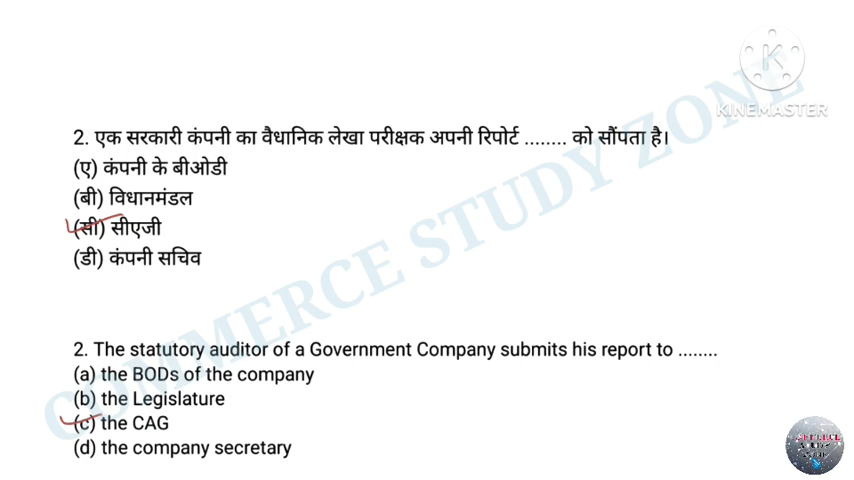 KINEMASTER
COMMERCE STUDY ZONE
2. एक सरकारी कंपनी का वैधानिक लेखा परीक्षक अपनी रिपोर्ट ........ को सौंपता है।
(ए) कंपनी के बीओडी
(बी) विधानमंडल
(सी) सीएजी
(डी) कंपनी सचिव
2. The statutory auditor of a Government Company submits his report to ........
(a) the BODs of the company
(b) the Legislature
(c) the CAG
(d) the company secretary